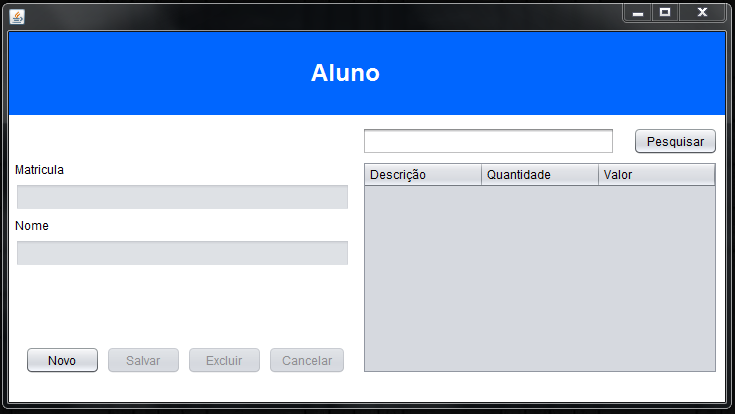 Aluno
Pesquisar
Matricula
Descrição Quantidade Valor
Nome
Novo Salvar Excluir Cancelar